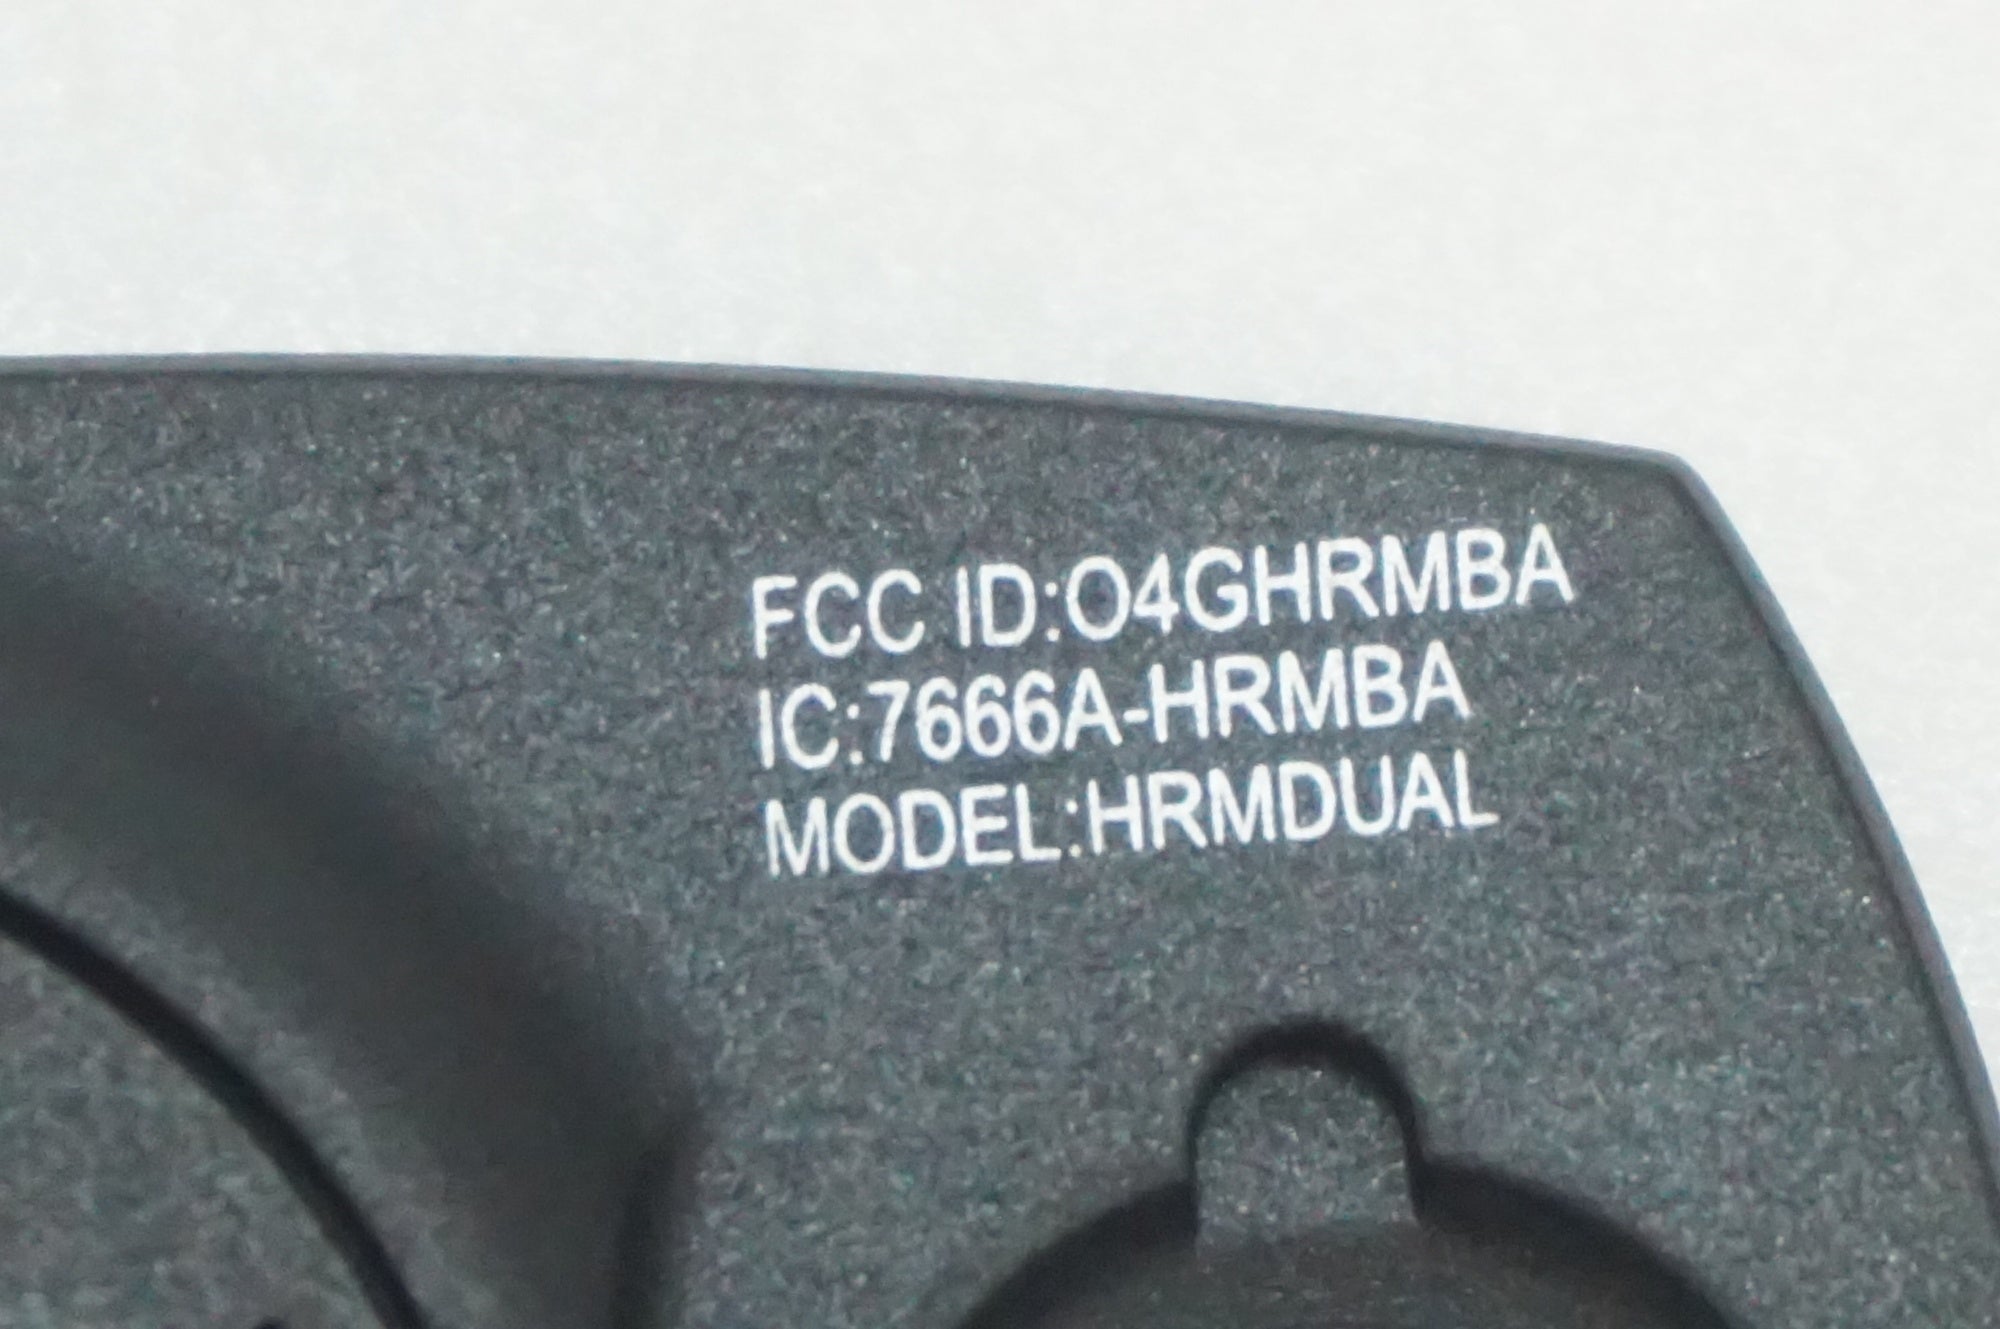 FCC ID:O4GHRMBA
IC:7666A-HRMBA
MODEL:HRMDUAL